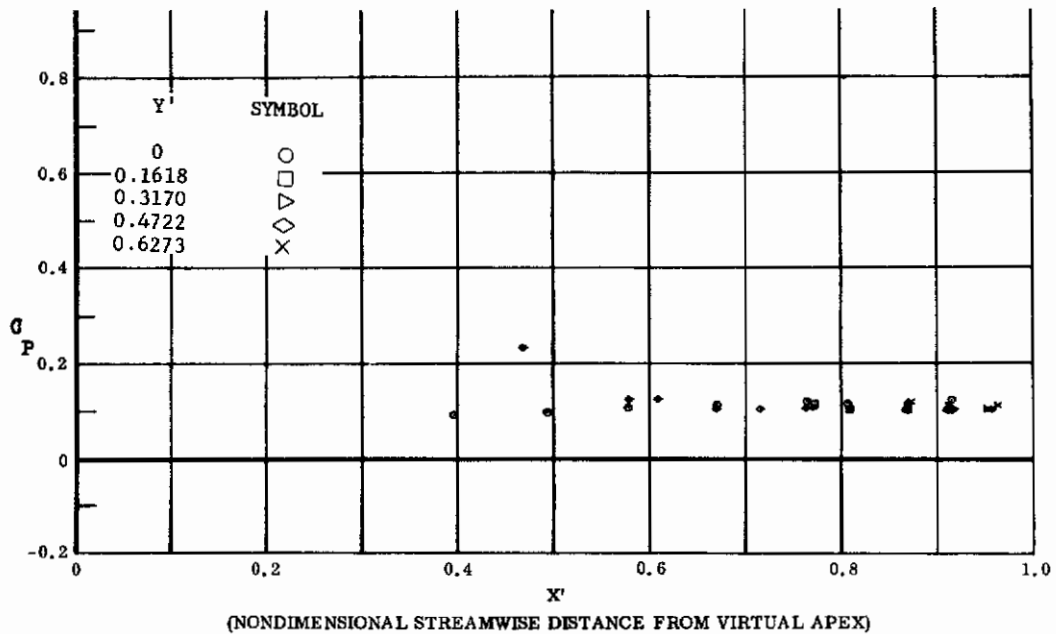 0.8
Y' SYMBOL
0
0.6
0.1618
0.3170
0.4722
0.6273
0.4
C
P
0.2
0
-0.2
0 0.2 0.4 0.6 0.8 1.0
X'
(NONDIMENSIONAL STREAMWISE DISTANCE FROM VIRTUAL APEX)